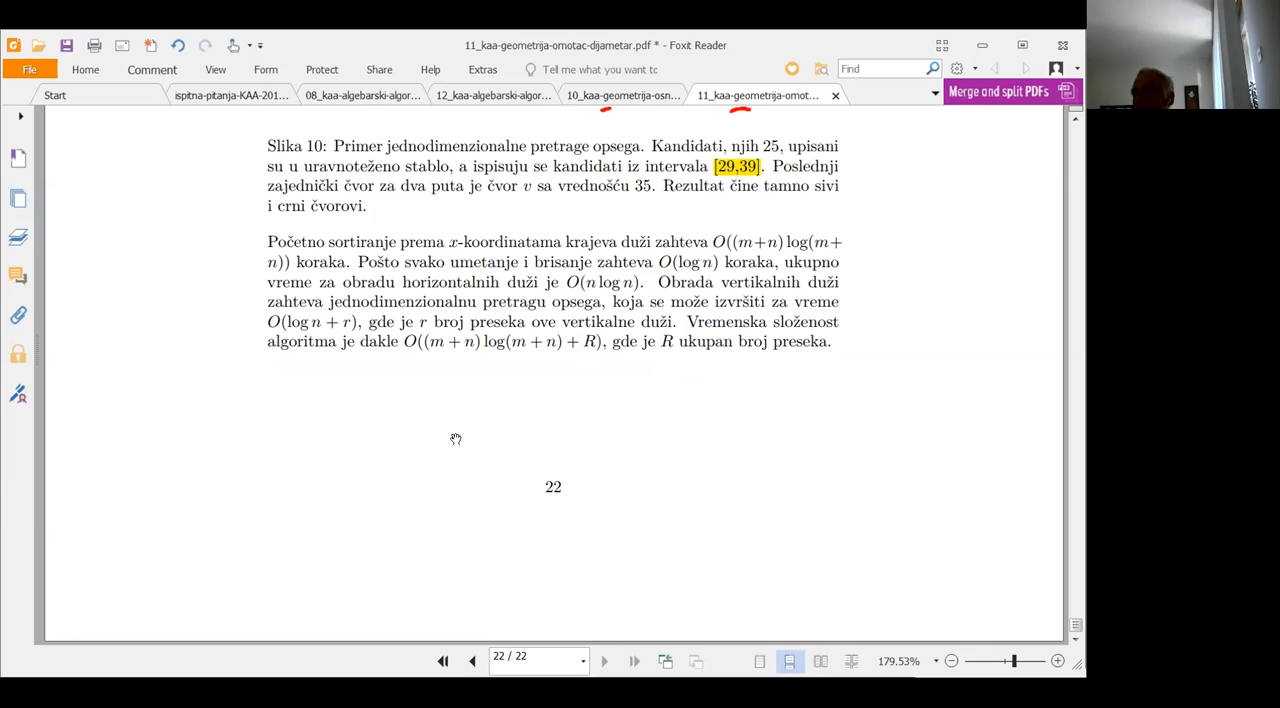 11_kaa-geometrija-omotac-dijametar.pdf * - Foxit Reader
File Home Comment View Form Protect Share Help Extras Tell me what you want tc Find
Start ispitna-pitanja-KAA-201... 08_kaa-algebarski-algor... 12_kaa-algebarski-algor... 10_kaa-geometrija-osn... 11_kaa-geometrija-omot... Merge and split PDFs
Slika 10: Primer jednodimenzionalne pretrage opsega. Kandidati, njih 25, upisani
su u uravnoteženo stablo, a ispisuju se kandidati iz intervala [29,39]. Poslednji
zajednički čvor za dva puta je čvor v sa vrednošću 35. Rezultat čine tamno sivi
i crni čvorovi.
Početno sortiranje prema x-koordinatama krajeva duži zahteva O((m+n) log(m+
n)) koraka. Pošto svako umetanje i brisanje zahteva O(log n) koraka, ukupno
vreme za obradu horizontalnih duži je O(n log n). Obrada vertikalnih duži
zahteva jednodimenzionalnu pretragu opsega, koja se može izvršiti za vreme
O(log n + r), gde je r broj preseka ove vertikalne duži. Vremenska složenost
algoritma je dakle O((m + n) log(m + n) + R), gde je R ukupan broj preseka.
22
22 / 22 179.53%